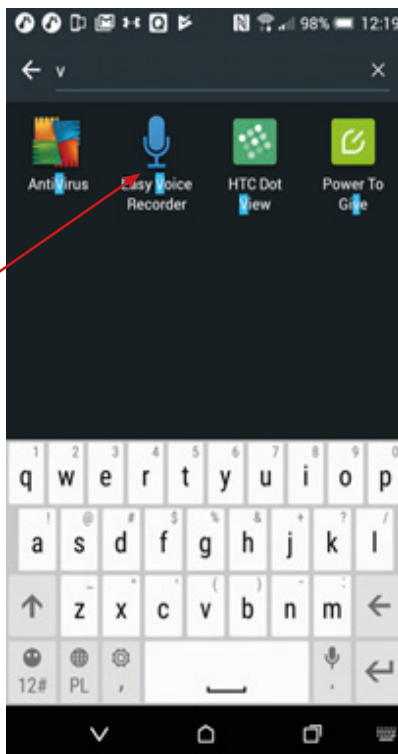 98% 12:19
v ×
AntiVirus Easy Voice Recorder HTC Dot View Power To Give
1 2 3 4 5 6 7 8 9 0
q w e r t y u i o p
! @ # $ % & + ? /
a s d f g h j k l
- " ' ( ) - :
z x c v b n m
12# PL , .